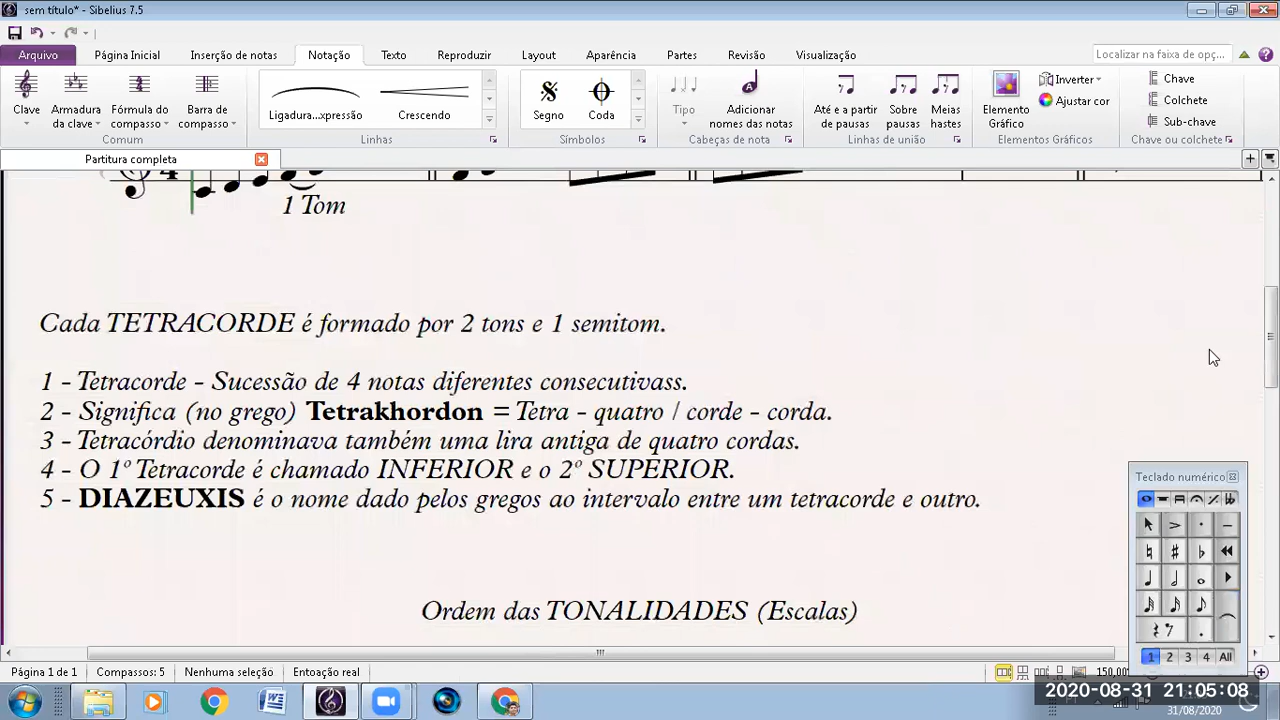 sem título* - Sibelius 7.5
Arquivo Página Inicial Inserção de notas Notação Texto Reproduzir Layout Aparência Partes Revisão Visualização Localizar na faixa de opç...
Clave Armadura da clave Fórmula do compasso Barra de compasso Ligadura...xpressão Crescendo Segno Coda Tipo Adicionar nomes das notas Até e a partir de pausas Sobre pausas Meias hastes Elemento Gráfico Inverter Ajustar cor Chave Colchete Sub-chave
Comum Linhas Símbolos Cabeças de nota Linhas de união Elementos Gráficos Chave ou colchete
Partitura completa
4
1 Tom
Cada TETRACORDE é formado por 2 tons e 1 semitom.
1 - Tetracorde - Sucessão de 4 notas diferentes consecutivass.
2 - Significa (no grego) Tetrakhordon = Tetra - quatro / corde - corda.
3 - Tetracórdio denominava também uma lira antiga de quatro cordas.
4 - O 1º Tetracorde é chamado INFERIOR e o 2º SUPERIOR.
5 - DIAZEUXIS é o nome dado pelos gregos ao intervalo entre um tetracorde e outro.
Ordem das TONALIDADES (Escalas)
Teclado numérico
1 2 3 4 All
Página 1 de 1 Compassos: 5 Nenhuma seleção Entoação real 150,00
2020-08-31 21:05:08
31/08/2020